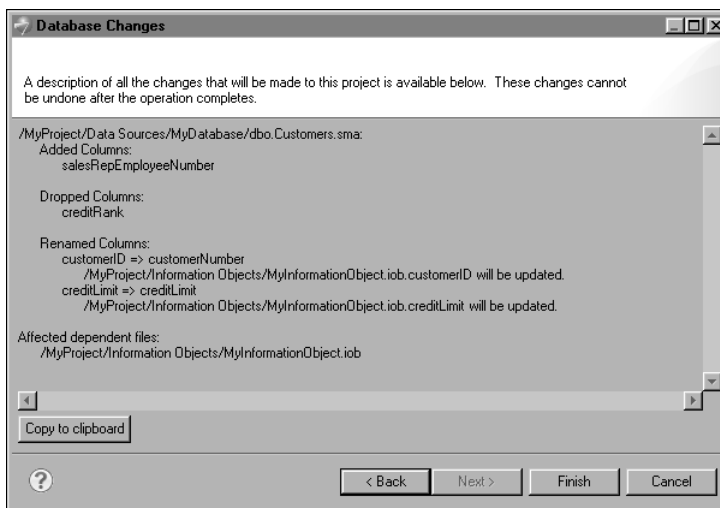 Database Changes
A description of all the changes that will be made to this project is available below. These changes cannot
be undone after the operation completes.
/MyProject/Data Sources/MyDatabase/dbo.Customers.sma:
Added Columns:
salesRepEmployeeNumber
Dropped Columns:
creditRank
Renamed Columns:
customerID => customerNumber
/MyProject/Information Objects/MyInformationObject.iob.customerID will be updated.
creditLimit => creditLimit
/MyProject/Information Objects/MyInformationObject.iob.creditLimit will be updated.
Affected dependent files:
/MyProject/Information Objects/MyInformationObject.iob
Copy to clipboard
? < Back Next > Finish Cancel